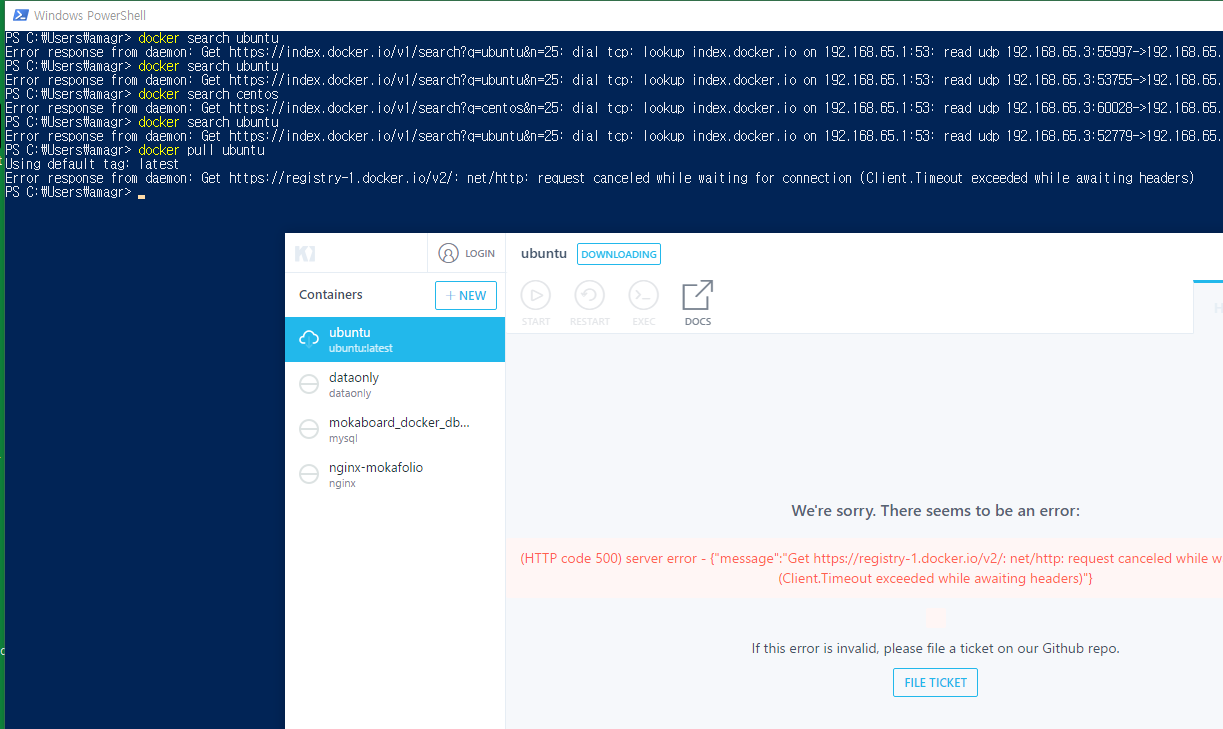 Windows PowerShell
PS C:₩Users₩amagr> docker search ubuntu
Error response from daemon: Get https://index.docker.io/v1/search?q=ubuntu&n=25: dial tcp: lookup index.docker.io on 192.168.65.1:53: read udp 192.168.65.3:55997->192.168.65.
PS C:₩Users₩amagr> docker search ubuntu
Error response from daemon: Get https://index.docker.io/v1/search?q=ubuntu&n=25: dial tcp: lookup index.docker.io on 192.168.65.1:53: read udp 192.168.65.3:53755->192.168.65.
PS C:₩Users₩amagr> docker search centos
Error response from daemon: Get https://index.docker.io/v1/search?q=centos&n=25: dial tcp: lookup index.docker.io on 192.168.65.1:53: read udp 192.168.65.3:60028->192.168.65.
PS C:₩Users₩amagr> docker search ubuntu
Error response from daemon: Get https://index.docker.io/v1/search?q=ubuntu&n=25: dial tcp: lookup index.docker.io on 192.168.65.1:53: read udp 192.168.65.3:52779->192.168.65.
PS C:₩Users₩amagr> docker pull ubuntu
Using default tag: latest
Error response from daemon: Get https://registry-1.docker.io/v2/: net/http: request canceled while waiting for connection (Client.Timeout exceeded while awaiting headers)
PS C:₩Users₩amagr>
LOGIN
Containers
+ NEW
ubuntu
ubuntu:latest
dataonly
dataonly
mokaboard_docker_db...
mysql
nginx-mokafolio
nginx
ubuntu DOWNLOADING
START RESTART EXEC DOCS
H
We're sorry. There seems to be an error:
(HTTP code 500) server error - {"message":"Get https://registry-1.docker.io/v2/: net/http: request canceled while w
(Client.Timeout exceeded while awaiting headers)"}
If this error is invalid, please file a ticket on our Github repo.
FILE TICKET